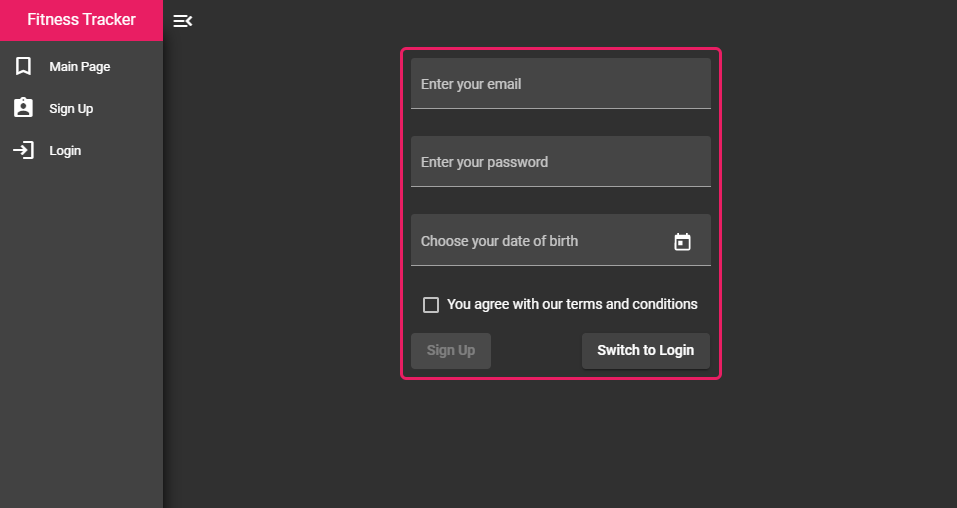 Fitness Tracker
Main Page
Sign Up
Login
Enter your email
Enter your password
Choose your date of birth
You agree with our terms and conditions
Sign Up
Switch to Login